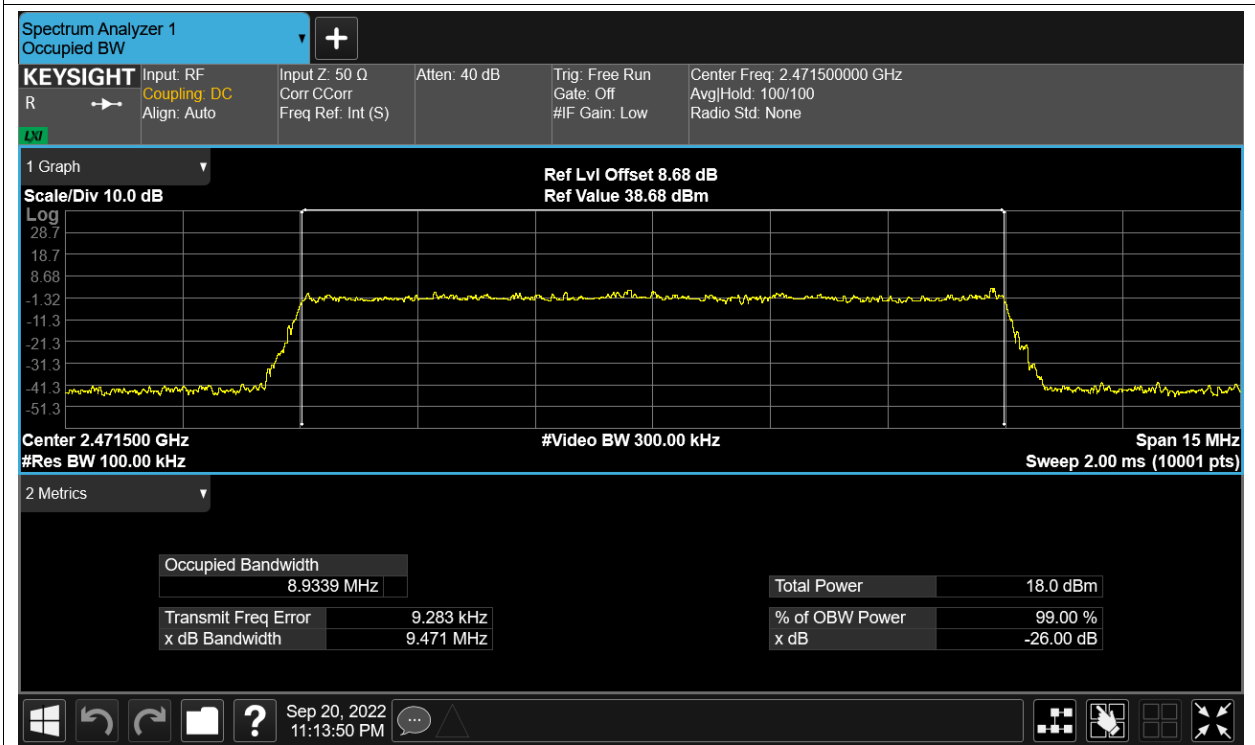 Spectrum Analyzer 1
Occupied BW
KEYSIGHT
R
LXI
Input: RF
Coupling: DC
Align: Auto
Input Z: 50 Ω
Corr CCorr
Freq Ref: Int (S)
Atten: 40 dB
Trig: Free Run
Gate: Off
#IF Gain: Low
Center Freq: 2.471500000 GHz
Avg|Hold: 100/100
Radio Std: None
1 Graph
Scale/Div 10.0 dB
Ref Lvl Offset 8.68 dB
Ref Value 38.68 dBm
Log
28.7
18.7
8.68
-1.32
-11.3
-21.3
-31.3
-41.3
-51.3
Center 2.471500 GHz
#Res BW 100.00 kHz
#Video BW 300.00 kHz
Span 15 MHz
Sweep 2.00 ms (10001 pts)
2 Metrics
Occupied Bandwidth
8.9339 MHz
Transmit Freq Error 9.283 kHz
x dB Bandwidth 9.471 MHz
Total Power 18.0 dBm
% of OBW Power 99.00 %
x dB -26.00 dB
?
Sep 20, 2022
11:13:50 PM